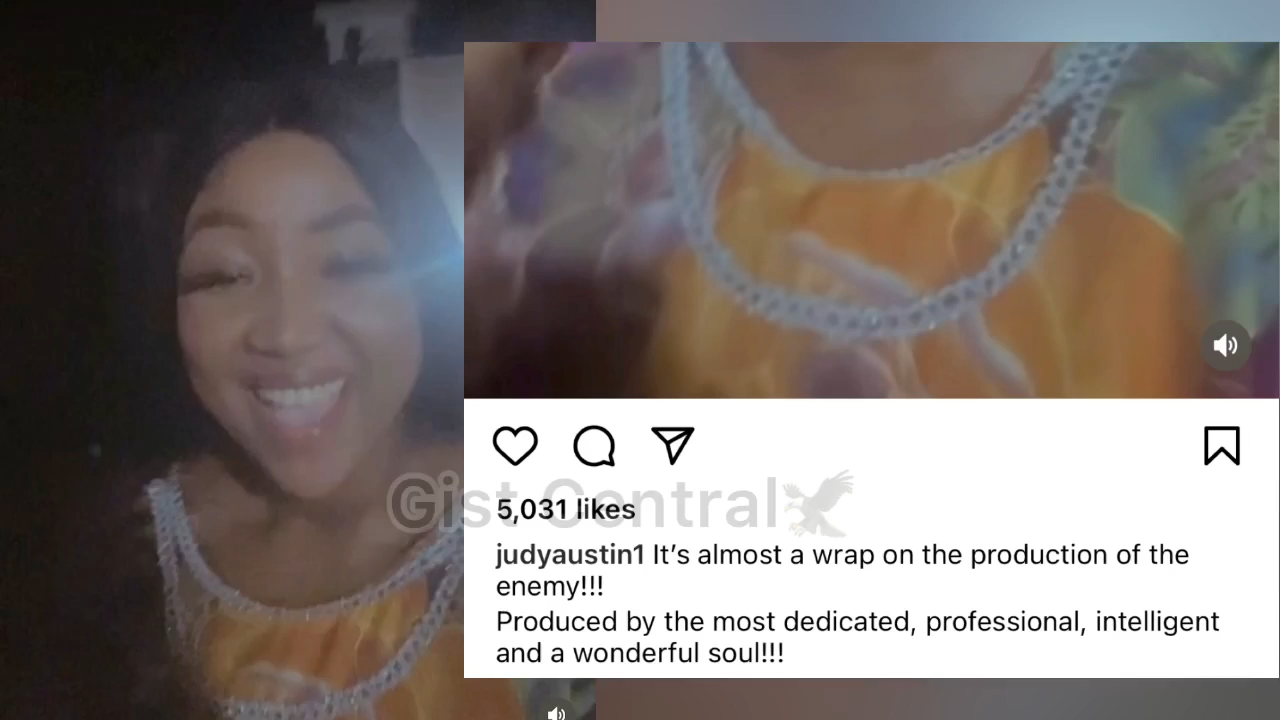 Gist Central
5,031 likes
judyaustin1 It’s almost a wrap on the production of the
enemy!!!
Produced by the most dedicated, professional, intelligent
and a wonderful soul!!!